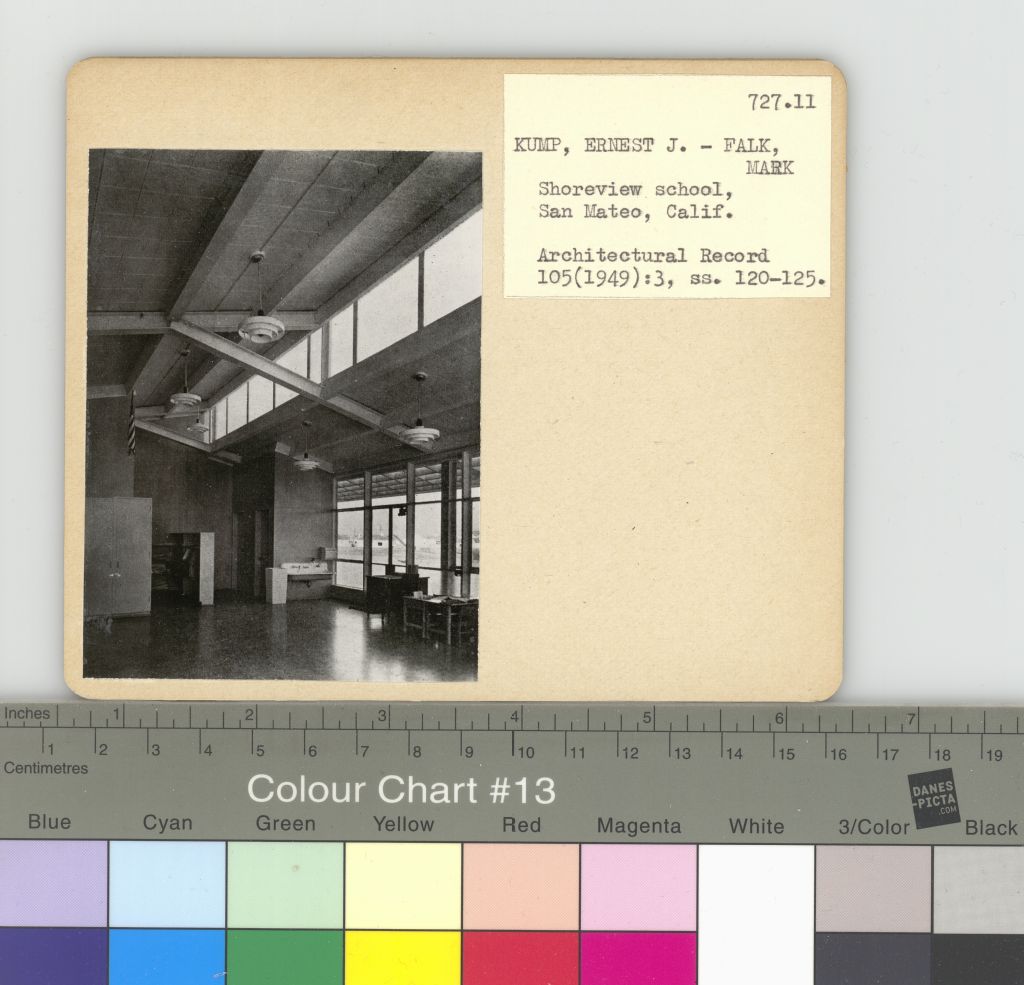 727.11
KUMP, ERNEST J. - FALK,
MARK
Shoreview school,
San Mateo, Calif.
Architectural Record
105(1949):3, ss. 120-125.
Inches 1 2 3 4 5 6 7
1 2 3 4 5 6 7 8 9 10 11 12 13 14 15 16 17 18 19
Centimetres
Colour Chart #13
DANES
-PICTA
.COM
Blue Cyan Green Yellow Red Magenta White 3/Color Black